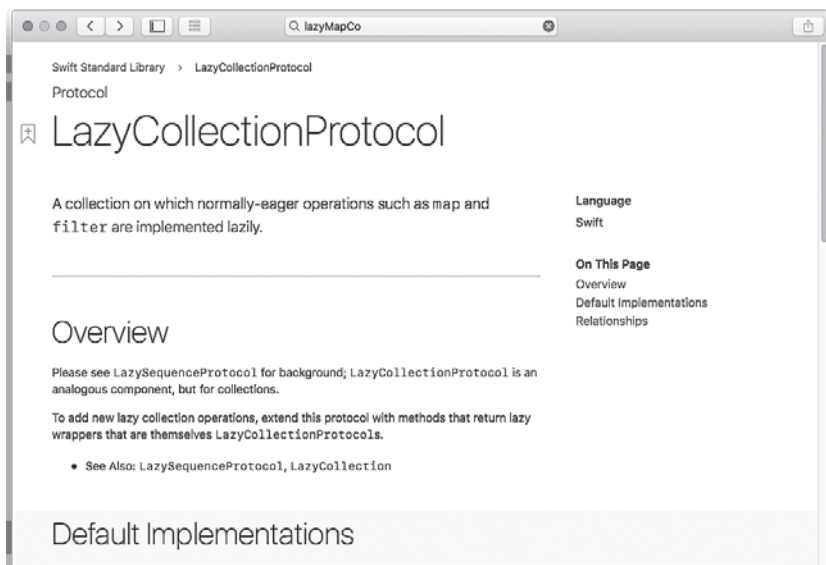 lazyMapCo
Swift Standard Library > LazyCollectionProtocol
Protocol
LazyCollectionProtocol
A collection on which normally-eager operations such as map and
filter are implemented lazily.
Language
Swift
On This Page
Overview
Default Implementations
Relationships
Overview
Please see LazySequenceProtocol for background; LazyCollectionProtocol is an
analogous component, but for collections.
To add new lazy collection operations, extend this protocol with methods that return lazy
wrappers that are themselves LazyCollectionProtocols.
• See Also: LazySequenceProtocol, LazyCollection
Default Implementations